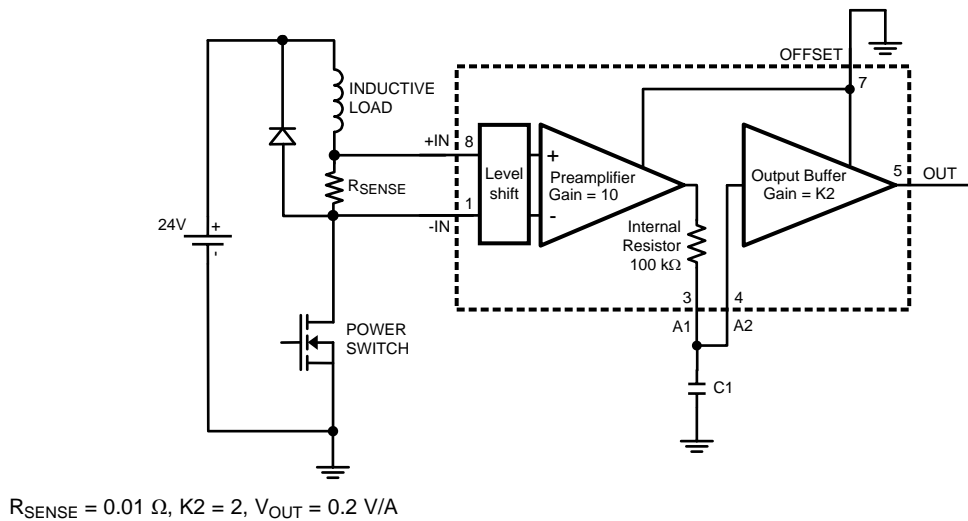 OFFSET
7
INDUCTIVE
LOAD
+IN
8
RSENSE
Level
shift
+
Preamplifier
Gain = 10
-
Output Buffer
Gain = K2
5
OUT
1
-IN
24V
+
-
Internal
Resistor
100 kΩ
3
4
A1
A2
POWER
SWITCH
C1
RSENSE = 0.01 Ω, K2 = 2, VOUT = 0.2 V/A